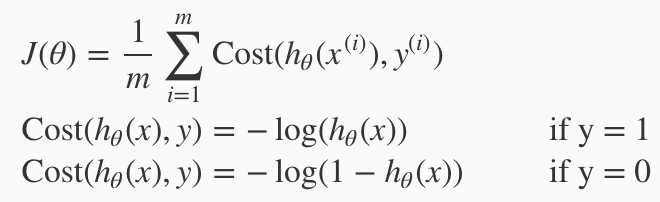 J(θ) = 1/m ∑_{i=1}^{m} Cost(h_θ(x^{(i)}), y^{(i)})
Cost(h_θ(x), y) = − log(h_θ(x)) if y = 1
Cost(h_θ(x), y) = − log(1 − h_θ(x)) if y = 0